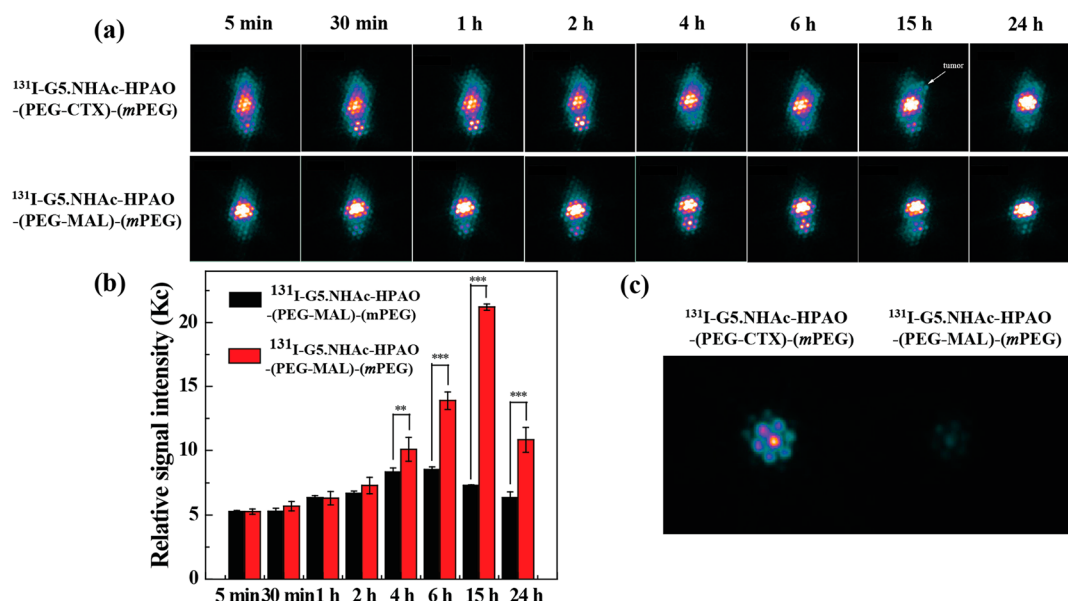 (a)
5 min 30 min 1 h 2 h 4 h 6 h 15 h 24 h
¹³¹I-G5.NHAc-HPAO
-(PEG-CTX)-(mPEG)
tumor
¹³¹I-G5.NHAc-HPAO
-(PEG-MAL)-(mPEG)
(b)
Relative signal intensity (Kc)
20
15
10
5
0
¹³¹I-G5.NHAc-HPAO
-(PEG-MAL)-(mPEG)
¹³¹I-G5.NHAc-HPAO
-(PEG-MAL)-(mPEG)
**
***
***
***
5 min 30 min 1 h 2 h 4 h 6 h 15 h 24 h
(c)
¹³¹I-G5.NHAc-HPAO
-(PEG-CTX)-(mPEG)
¹³¹I-G5.NHAc-HPAO
-(PEG-MAL)-(mPEG)